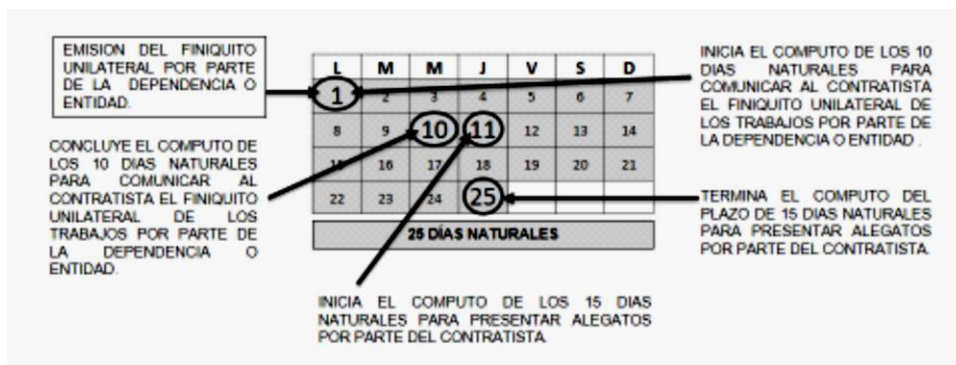 EMISION DEL FINIQUITO
UNILATERAL POR PARTE
DE LA DEPENDENCIA O
ENTIDAD.
CONCLUYE EL COMPUTO DE
LOS 10 DIAS NATURALES
PARA COMUNICAR AL
CONTRATISTA EL FINIQUITO
UNILATERAL DE LOS
TRABAJOS POR PARTE DE
LA DEPENDENCIA O
ENTIDAD.
L M M J V S D
1 2 3 4 5 6 7
8 9 10 11 12 13 14
15 16 17 18 19 20 21
22 23 24 25
25 DÍAS NATURALES
INICIA EL COMPUTO DE LOS 10
DIAS NATURALES PARA
COMUNICAR AL CONTRATISTA
EL FINIQUITO UNILATERAL DE
LOS TRABAJOS POR PARTE DE
LA DEPENDENCIA O ENTIDAD .
TERMINA EL COMPUTO DEL
PLAZO DE 15 DIAS NATURALES
PARA PRESENTAR ALEGATOS
POR PARTE DEL CONTRATISTA.
INICIA EL COMPUTO DE LOS 15 DIAS
NATURALES PARA PRESENTAR ALEGATOS
POR PARTE DEL CONTRATISTA.